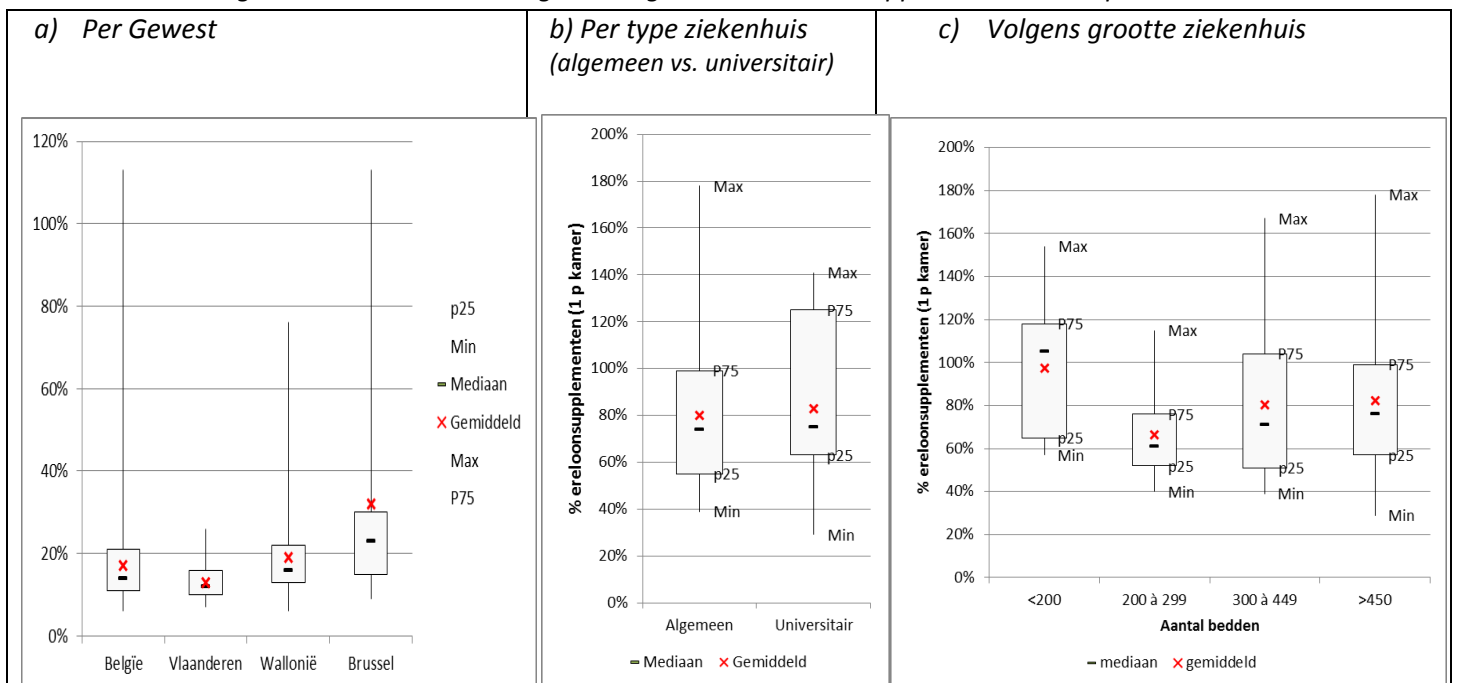 a) Per Gewest
b) Per type ziekenhuis
(algemeen vs. universitair)
c) Volgens grootte ziekenhuis
120%
100%
80%
60%
40%
20%
0%
België
Vlaanderen
Wallonië
Brussel
p25
Min
Mediaan
Gemiddeld
Max
P75
% ereloonsupplementen (1 p kamer)
200%
180%
160%
140%
120%
100%
80%
60%
40%
20%
0%
Max
P75
p25
Min
Max
P75
p25
Min
Algemeen
Universitair
Mediaan
Gemiddeld
% ereloonsupplementen (1 p kamer)
200%
180%
160%
140%
120%
100%
80%
60%
40%
20%
0%
Max
P75
p25
Min
Max
P75
p25
Min
Max
P75
p25
Min
Max
P75
p25
Min
<200
200 à 299
300 à 449
>450
Aantal bedden
mediaan
gemiddeld